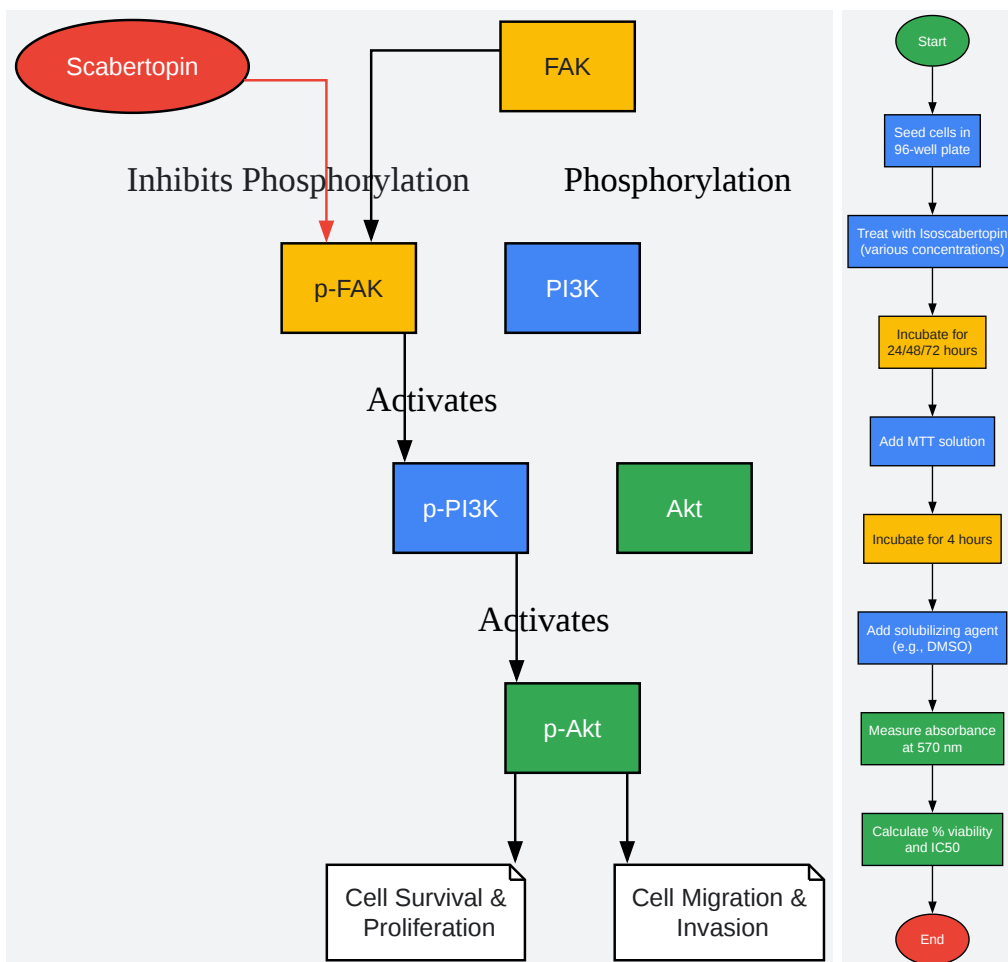 Scabertopin
FAK
Inhibits Phosphorylation
Phosphorylation
p-FAK
PI3K
Activates
p-PI3K
Akt
Activates
p-Akt
Cell Survival &
Proliferation
Cell Migration &
Invasion
Start
Seed cells in
96-well plate
Treat with Isoscabertopin
(various concentrations)
Incubate for
24/48/72 hours
Add MTT solution
Incubate for 4 hours
Add solubilizing agent
(e.g., DMSO)
Measure absorbance
at 570 nm
Calculate % viability
and IC50
End